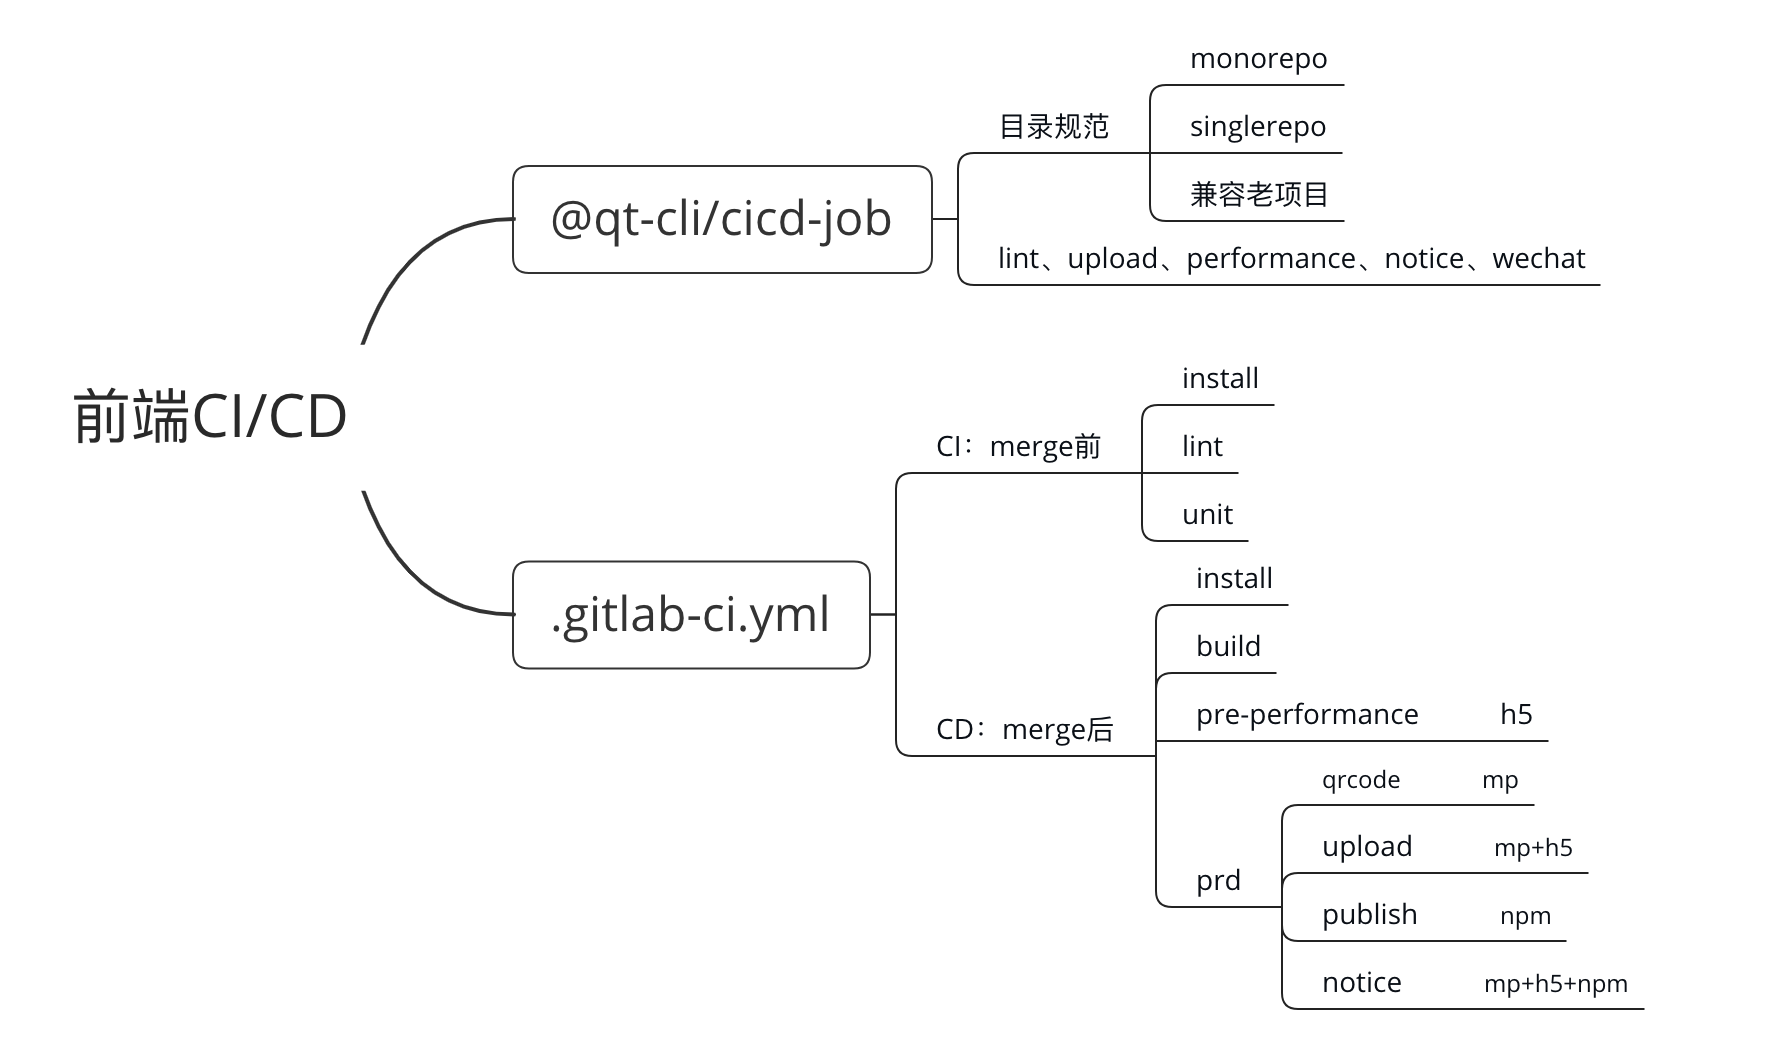 前端CI/CD
@qt-cli/cicd-job
目录规范
monorepo
singlerepo
兼容老项目
lint、upload、performance、notice、wechat
.gitlab-ci.yml
CI：merge前
install
lint
unit
CD：merge后
install
build
pre-performance h5
prd
qrcode mp
upload mp+h5
publish npm
notice mp+h5+npm